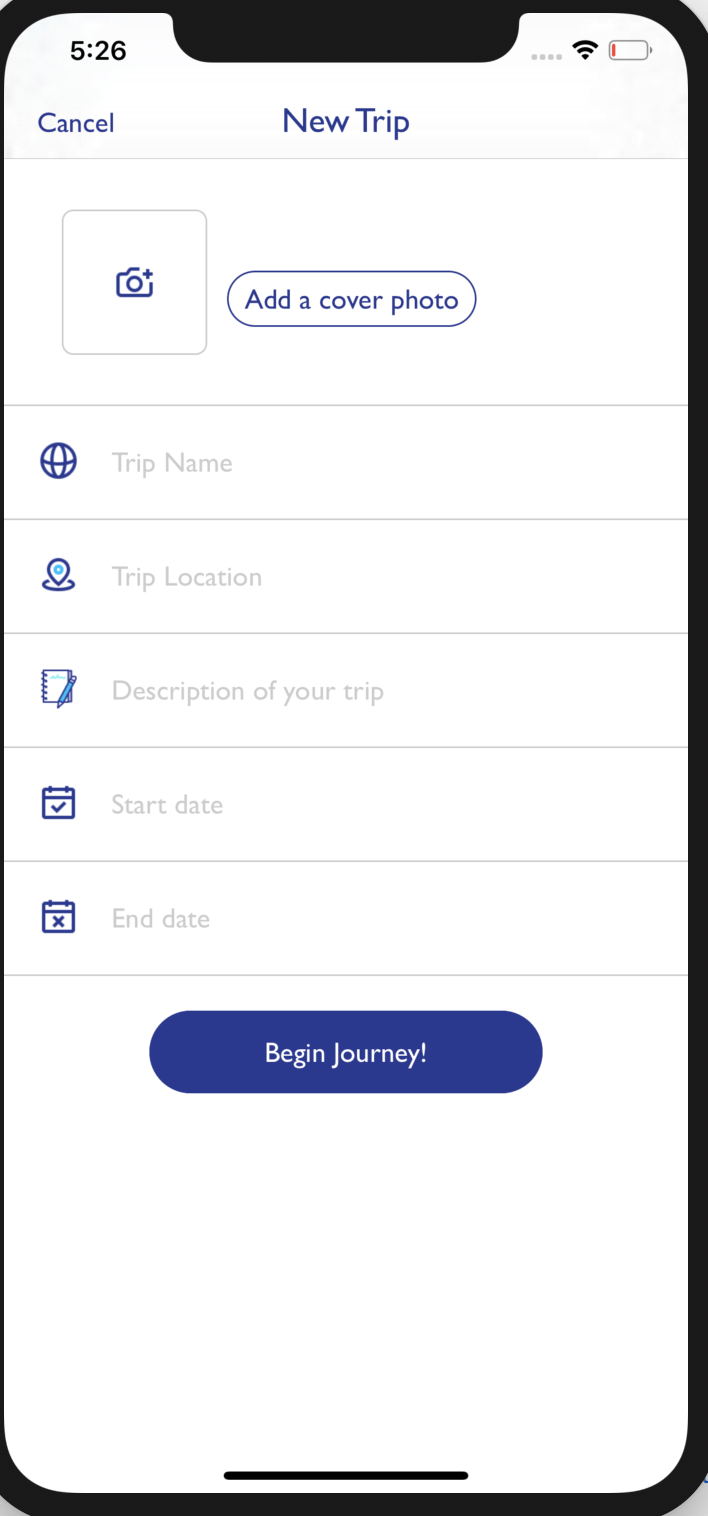 5:26
Cancel
New Trip
Add a cover photo
Trip Name
Trip Location
Description of your trip
Start date
End date
Begin Journey!